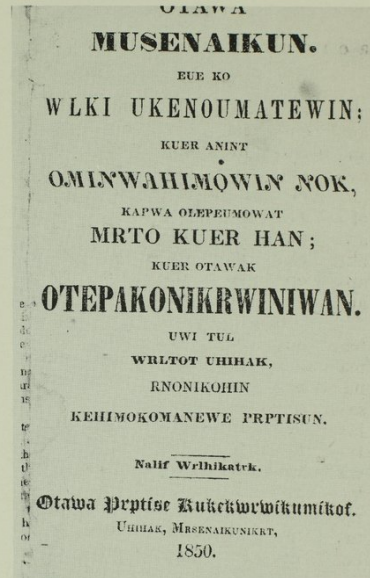 OTAWA
MUSENAIKUN.
EUE KO
WLKI UKENOUMATEWIN;
KUER ANINT
OMINWAHIMOWIN NOK,
KAPWA OLEPEUMOWAT
MRTO KUER HAN;
KUER OTAWAK
OTEPAKONIKRWINIWAN.
UWI TUL
WRLTOT UHIHAK,
RNONIKOHIN
KEHIMOKOMANEWE PRPTISUN.
Nalif Wrlhikatrk.
Otawa Prptise Kukekwrwikumikof.
UHIHAK, MRSENAIKUNIKRT,
1850.